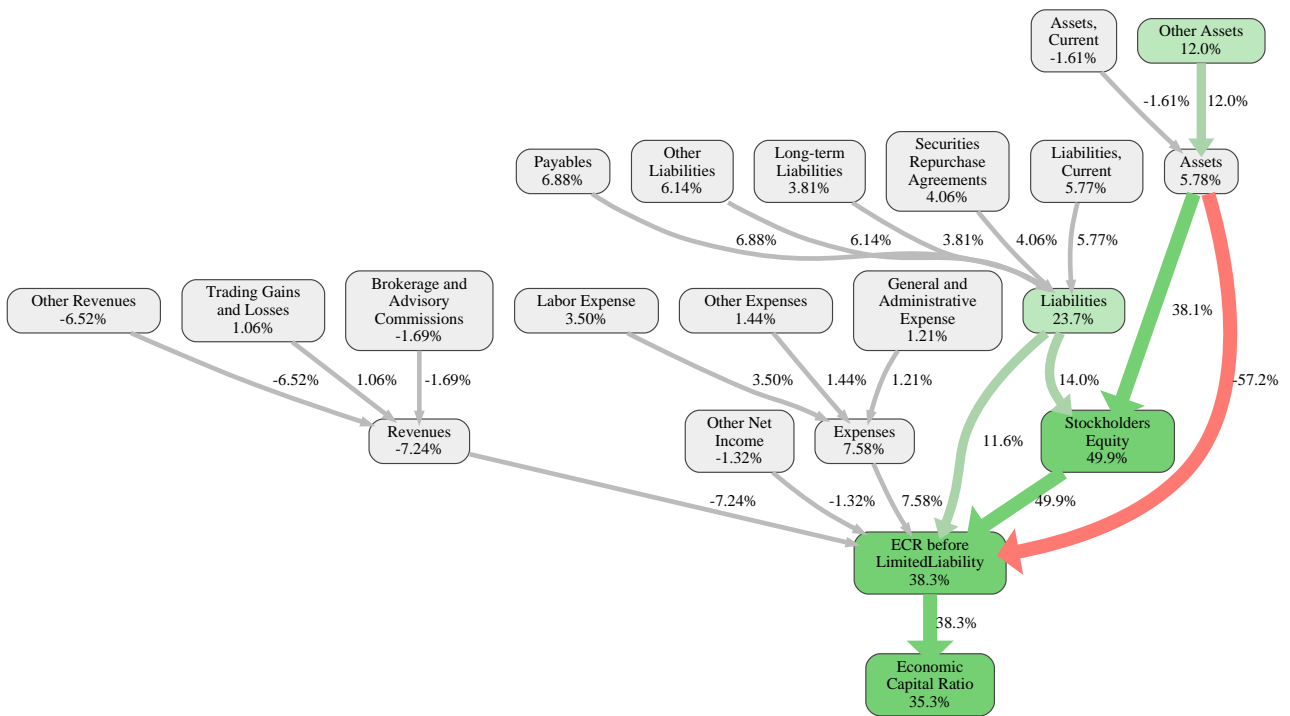 Assets,
Current
-1.61%
Other Assets
12.0%
-1.61%
12.0%
Payables
6.88%
Other
Liabilities
6.14%
Long-term
Liabilities
3.81%
Securities
Repurchase
Agreements
4.06%
Liabilities,
Current
5.77%
Assets
5.78%
6.88%
6.14%
3.81%
4.06%
5.77%
38.1%
-57.2%
Other Revenues
-6.52%
Trading Gains
and Losses
1.06%
Brokerage and
Advisory
Commissions
-1.69%
Labor Expense
3.50%
Other Expenses
1.44%
General and
Administrative
Expense
1.21%
Liabilities
23.7%
-6.52%
1.06%
-1.69%
3.50%
1.44%
1.21%
14.0%
11.6%
Revenues
-7.24%
Other Net
Income
-1.32%
Expenses
7.58%
Stockholders
Equity
49.9%
-7.24%
-1.32%
7.58%
49.9%
ECR before
LimitedLiability
38.3%
38.3%
Economic
Capital Ratio
35.3%